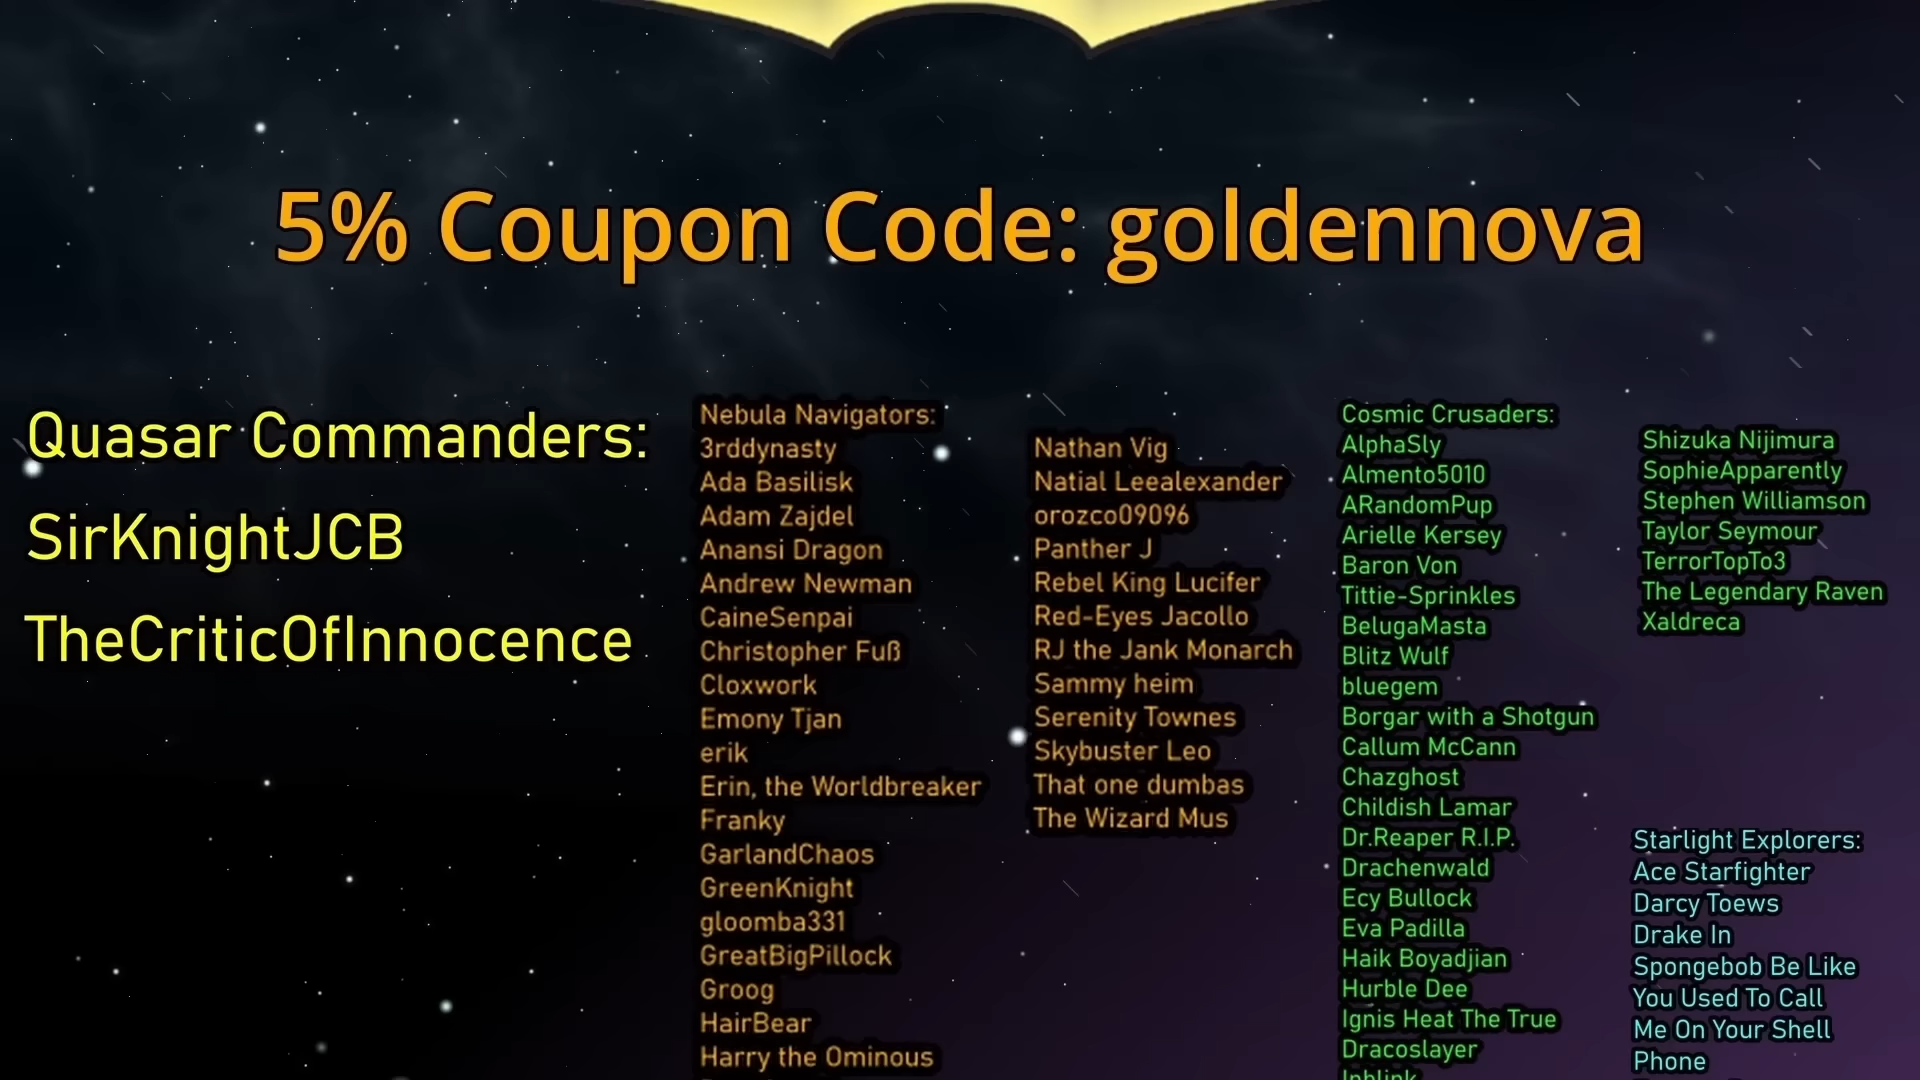 5% Coupon Code: goldennova
Quasar Commanders:
SirKnightJCB
TheCriticOfInnocence
Nebula Navigators:
3rddynasty
Ada Basilisk
Adam Zajdel
Anansi Dragon
Andrew Newman
CaineSenpai
Christopher Fuß
Cloxwork
Emony Tjan
erik
Erin, the Worldbreaker
Franky
GarlandChaos
GreenKnight
gloomba331
GreatBigPillock
Groog
HairBear
Harry the Ominous
Nathan Vig
Natial Leealexander
orozco09096
Panther J
Rebel King Lucifer
Red-Eyes Jacollo
RJ the Jank Monarch
Sammy heim
Serenity Townes
Skybuster Leo
That one dumbas
The Wizard Mus
Cosmic Crusaders:
AlphaSly
Almento5010
ARandomPup
Arielle Kersey
Baron Von
Tittie-Sprinkles
BelugaMasta
Blitz Wulf
bluegem
Borgar with a Shotgun
Callum McCann
Chazghost
Childish Lamar
Dr.Reaper R.I.P.
Drachenwald
Ecy Bullock
Eva Padilla
Haik Boyadjian
Hurble Dee
Ignis Heat The True
Dracoslayer
Shizuka Nijimura
SophieApparently
Stephen Williamson
Taylor Seymour
TerrorTopTo3
The Legendary Raven
Xaldreca
Starlight Explorers:
Ace Starfighter
Darcy Toews
Drake In
Spongebob Be Like
You Used To Call
Me On Your Shell
Phone